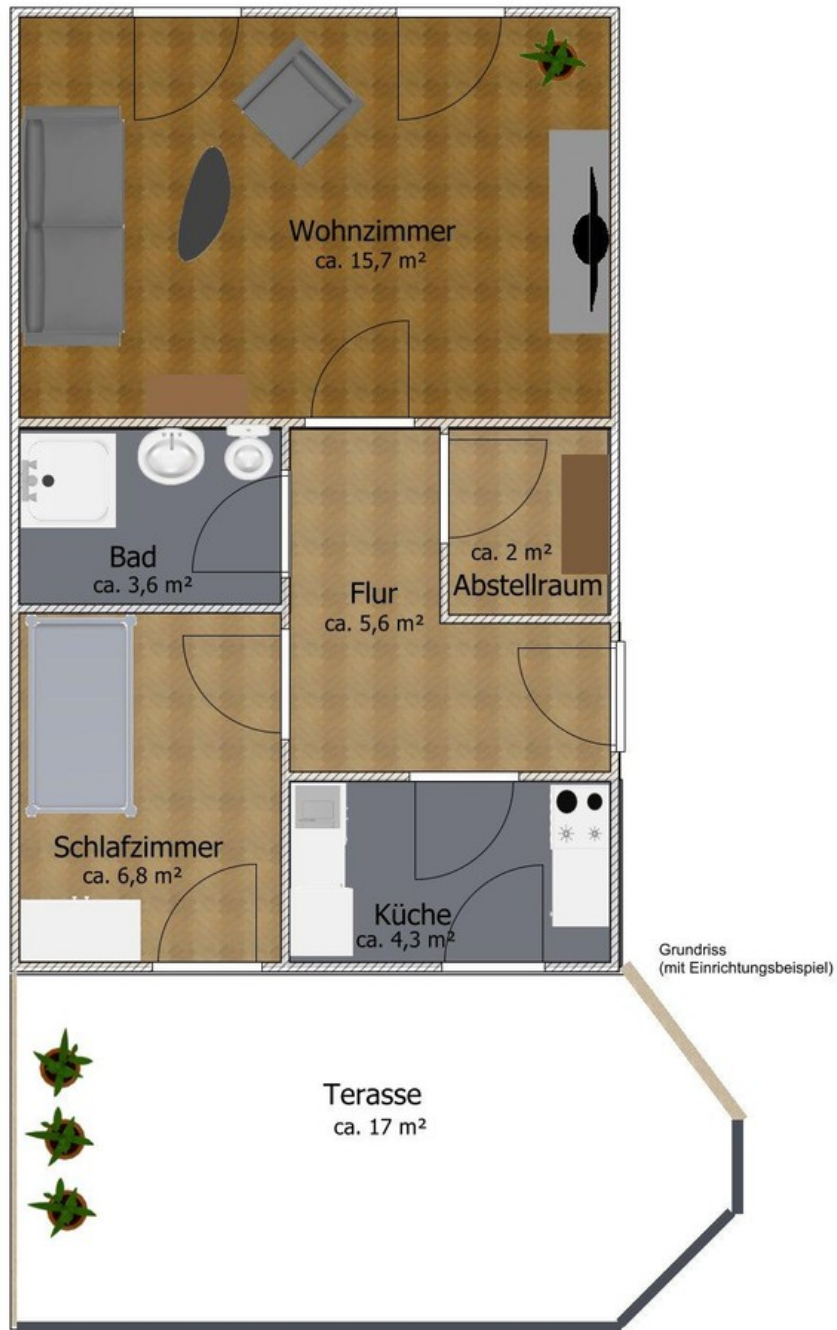 Wohnzimmer
ca. 15,7 m²
Bad
ca. 3,6 m²
Flur
ca. 5,6 m²
ca. 2 m²
Abstellraum
Schlafzimmer
ca. 6,8 m²
Küche
ca. 4,3 m²
Grundriss
(mit Einrichtungsbeispiel)
Terasse
ca. 17 m²